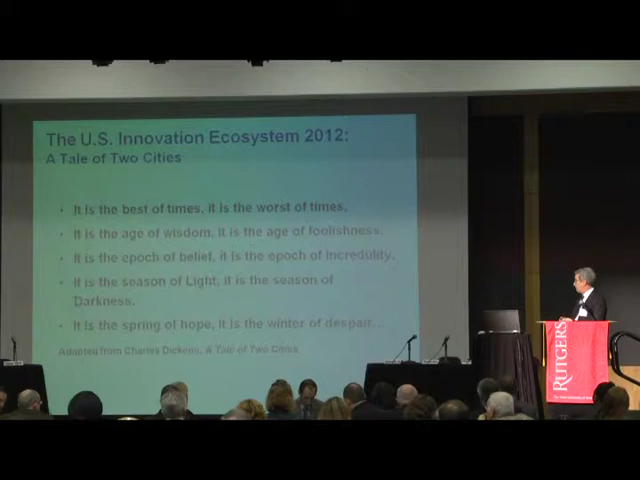 The U.S. Innovation Ecosystem 2012:
A Tale of Two Cities
• It is the best of times, it is the worst of times,
• It is the age of wisdom, it is the age of foolishness,
• It is the epoch of belief, it is the epoch of incredulity,
• It is the season of Light, it is the season of
Darkness,
• It is the spring of hope, it is the winter of despair…
Adapted from Charles Dickens, A Tale of Two Cities
RUTGERS